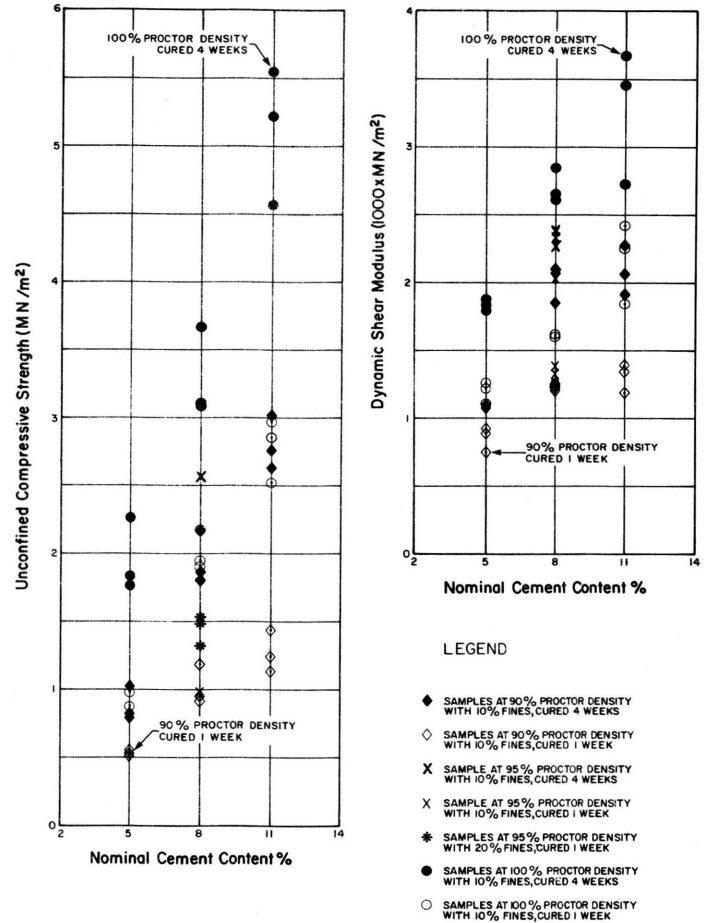 6
5
4
3
2
1
0
Unconfined Compressive Strength (MN/m²)
100% PROCTOR DENSITY
CURED 4 WEEKS
90% PROCTOR DENSITY
CURED 1 WEEK
2 5 8 11 14
Nominal Cement Content %
4
3
2
1
0
Dynamic Shear Modulus (1000xMN/m²)
100% PROCTOR DENSITY
CURED 4 WEEKS
90% PROCTOR DENSITY
CURED 1 WEEK
2 5 8 11 14
Nominal Cement Content %
LEGEND
SAMPLES AT 90% PROCTOR DENSITY
WITH 10% FINES, CURED 4 WEEKS
SAMPLES AT 90% PROCTOR DENSITY
WITH 10% FINES, CURED 1 WEEK
SAMPLE AT 95% PROCTOR DENSITY
WITH 10% FINES, CURED 4 WEEKS
SAMPLE AT 95% PROCTOR DENSITY
WITH 10% FINES, CURED 1 WEEK
SAMPLES AT 95% PROCTOR DENSITY
WITH 20% FINES, CURED 1 WEEK
SAMPLES AT 100% PROCTOR DENSITY
WITH 10% FINES, CURED 4 WEEKS
SAMPLES AT 100% PROCTOR DENSITY
WITH 10% FINES, CURED 1 WEEK